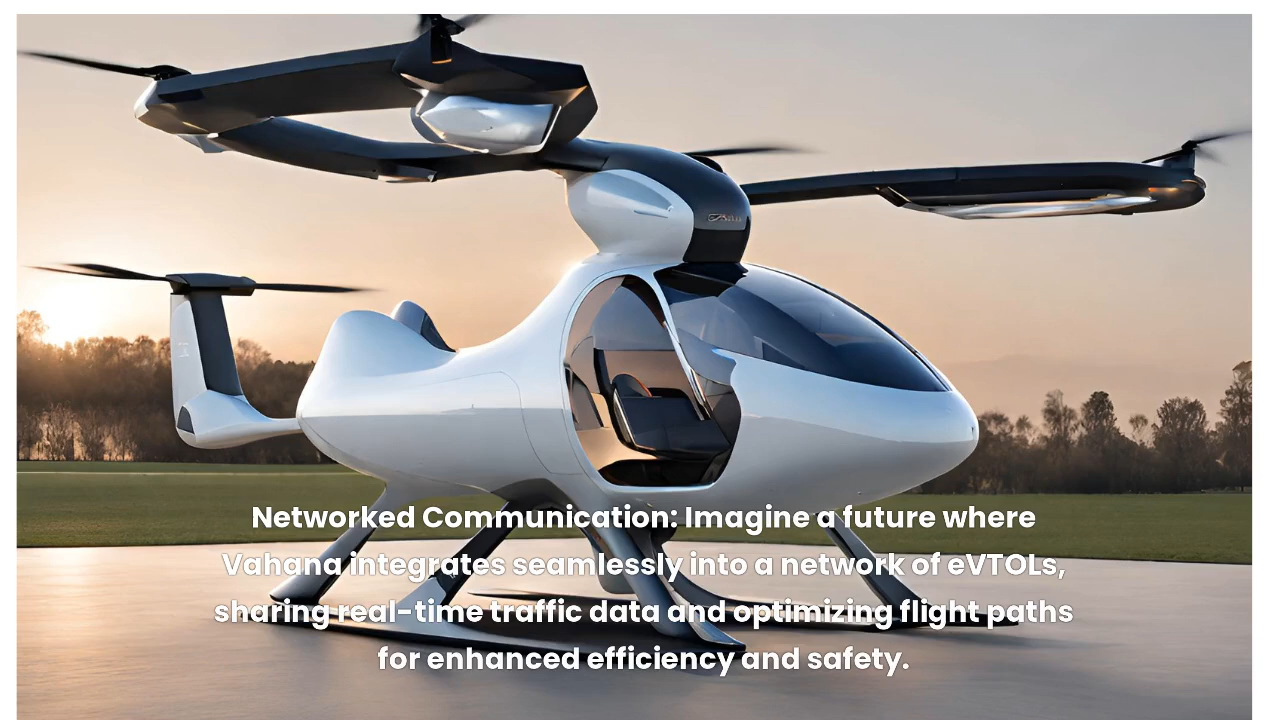 Networked Communication: Imagine a future where
Vahana integrates seamlessly into a network of eVTOLs,
sharing real-time traffic data and optimizing flight paths
for enhanced efficiency and safety.